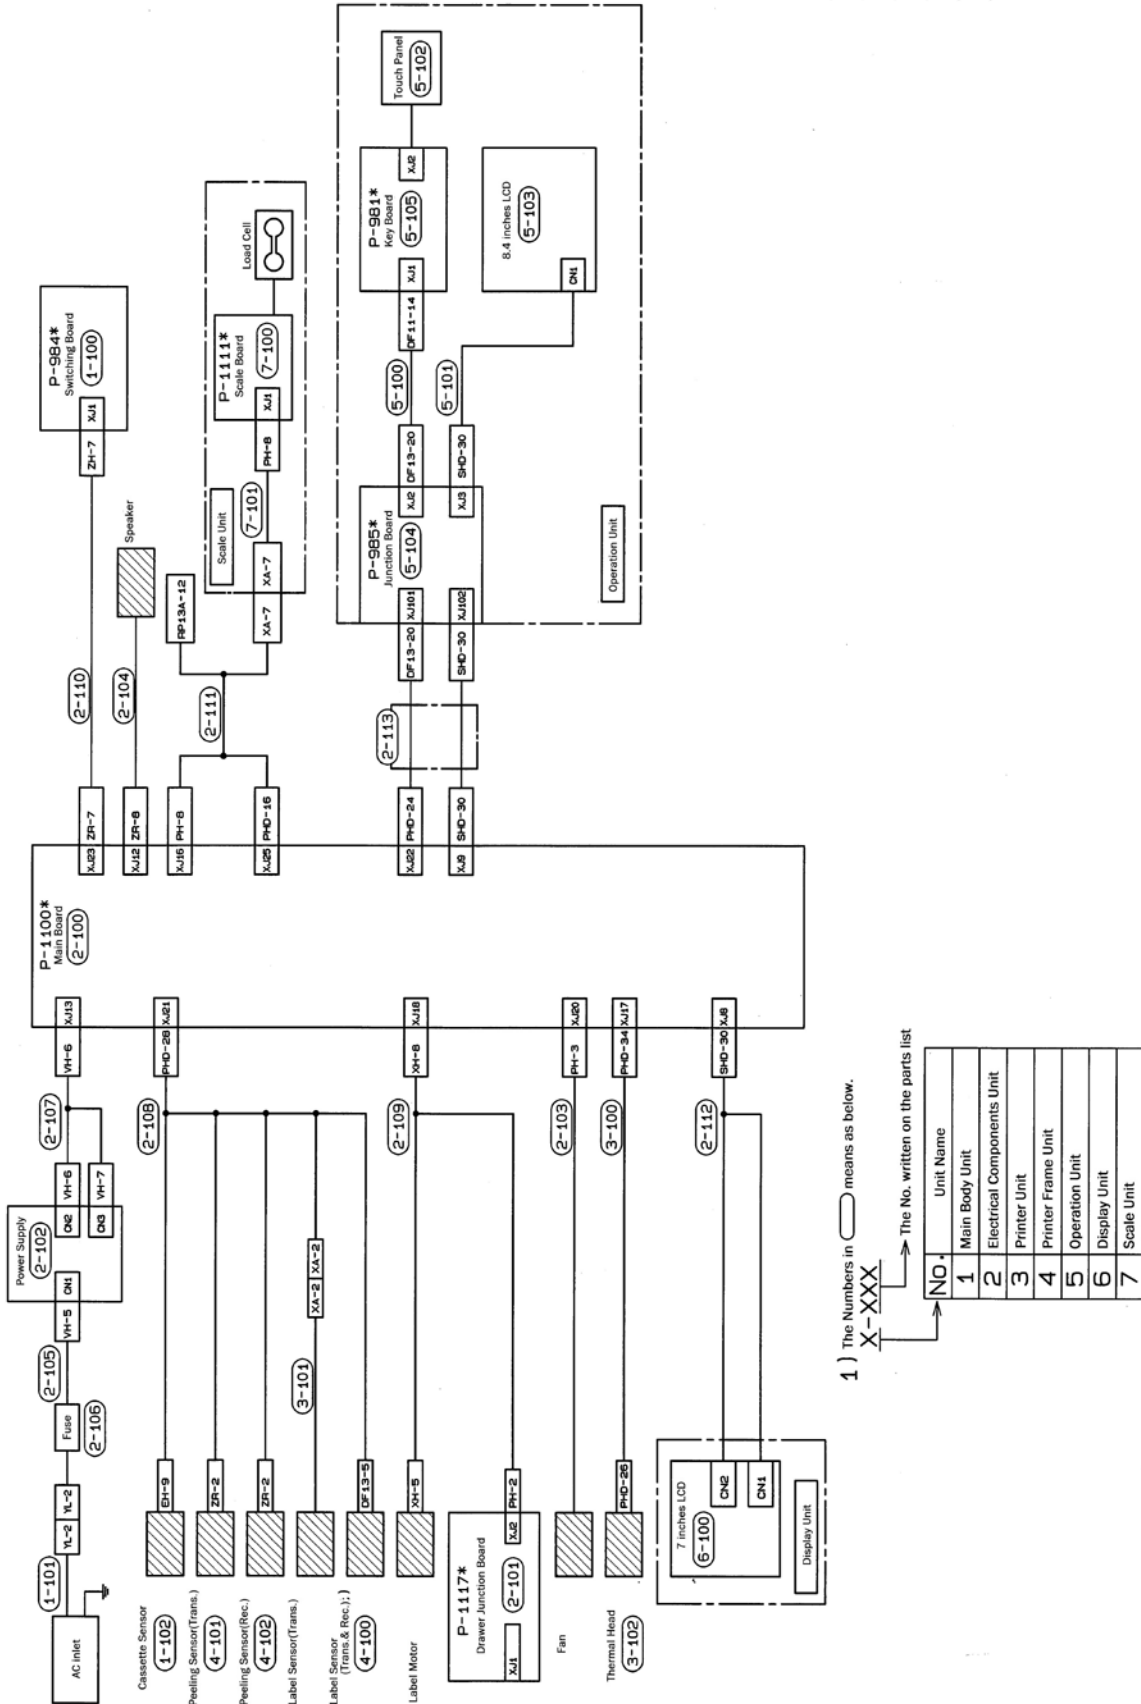 AC inlet
1-101
YL-2
YL-2
Fuse
2-106
2-105
VH-5
CN1
Power Supply
2-102
CN2
VH-6
CN3
VH-7
2-107
VH-6
XJ13
P-1100*
Main Board
2-100
Cassette Sensor
1-102
EH-9
Peeling Sensor(Trans.)
4-101
ZR-2
Peeling Sensor(Rec.)
4-102
ZR-2
Label Sensor(Trans.)
3-101
XA-2
XA-2
Label Sensor
(Trans.& Rec.);)
4-100
DF13-5
2-108
PHD-28
XJ21
Label Motor
XH-5
2-109
XH-8
XJ18
P-1117*
Drawer Junction Board
2-101
XJ1
XJ2
PH-2
Fan
2-103
PH-3
XJ20
Thermal Head
3-102
PHD-26
3-100
PHD-34
XJ17
7 inches LCD
6-100
CN2
CN1
Display Unit
2-112
SHD-30
XJ8
XJ23
ZR-7
2-110
ZH-7
XJ1
P-984*
Switching Board
1-100
XJ12
ZR-8
2-104
Speaker
XJ16
PH-8
XJ25
PHD-16
2-111
RP13A-12
XA-7
XA-7
Scale Unit
7-101
PH-8
XJ1
P-1111*
Scale Board
7-100
Load Cell
XJ22
PHD-24
2-113
DF13-20
XJ101
XJ9
SHD-30
SHD-30
XJ102
P-985*
Junction Board
5-104
XJ2
DF13-20
XJ3
SHD-30
5-100
5-101
DF11-14
XJ1
P-981*
Key Board
5-105
XJ2
Touch Panel
5-102
8.4 inches LCD
5-103
CN1
Operation Unit
1) The Numbers in means as below.
X-XXX
The No. written on the parts list
No. Unit Name
1 Main Body Unit
2 Electrical Components Unit
3 Printer Unit
4 Printer Frame Unit
5 Operation Unit
6 Display Unit
7 Scale Unit